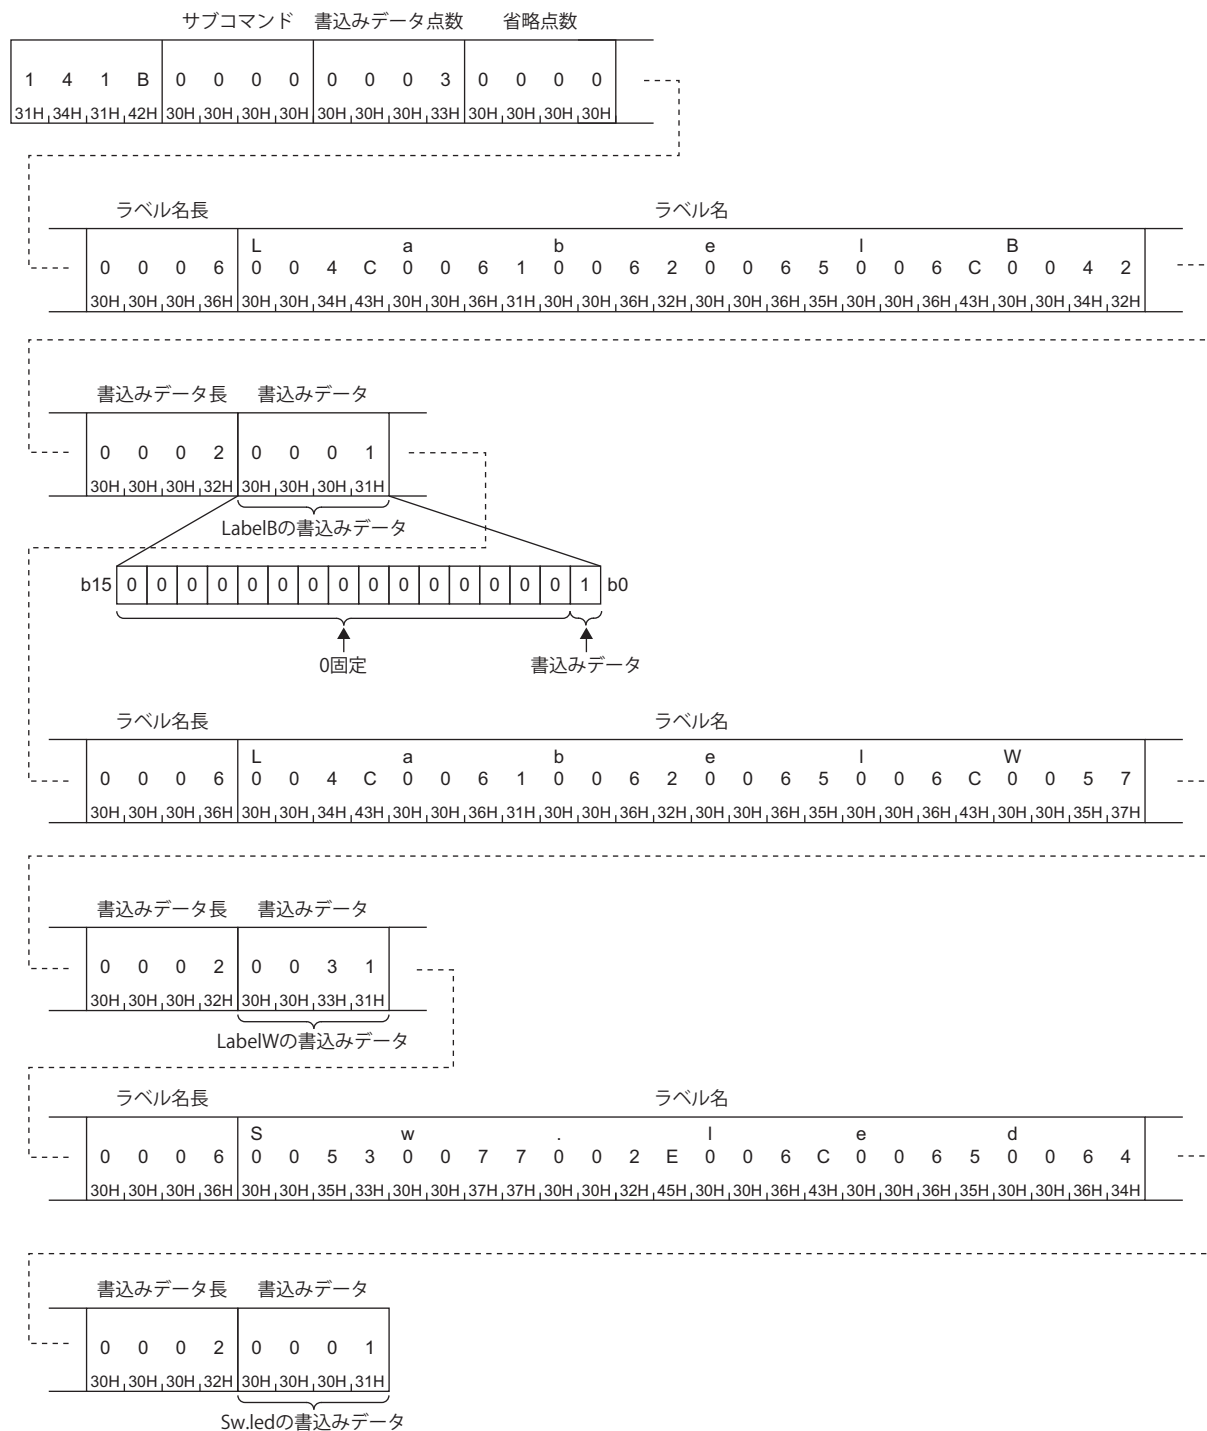 サブコマンド 書込みデータ点数 省略点数
1 4 1 B 0 0 0 0 0 0 0 3 0 0 0 0
31H 34H 31H 42H 30H 30H 30H 30H 30H 30H 30H 33H 30H 30H 30H 30H
ラベル名長 ラベル名
L a b e l B
0 0 0 6 0 0 4 C 0 0 6 1 0 0 6 2 0 0 6 5 0 0 6 C 0 0 4 2
30H 30H 30H 36H 30H 30H 34H 43H 30H 30H 36H 31H 30H 30H 36H 32H 30H 30H 36H 35H 30H 30H 36H 43H 30H 30H 34H 32H
書込みデータ長 書込みデータ
0 0 0 2 0 0 0 1
30H 30H 30H 32H 30H 30H 30H 31H
LabelBの書込みデータ
b15 0 0 0 0 0 0 0 0 0 0 0 0 0 0 0 1 b0
0固定 書込みデータ
ラベル名長 ラベル名
L a b e l W
0 0 0 6 0 0 4 C 0 0 6 1 0 0 6 2 0 0 6 5 0 0 6 C 0 0 5 7
30H 30H 30H 36H 30H 30H 34H 43H 30H 30H 36H 31H 30H 30H 36H 32H 30H 30H 36H 35H 30H 30H 36H 43H 30H 30H 35H 37H
書込みデータ長 書込みデータ
0 0 0 2 0 0 3 1
30H 30H 30H 32H 30H 30H 33H 31H
LabelWの書込みデータ
ラベル名長 ラベル名
S w . l e d
0 0 0 6 0 0 5 3 0 0 7 7 0 0 2 E 0 0 6 C 0 0 6 5 0 0 6 4
30H 30H 30H 36H 30H 30H 35H 33H 30H 30H 37H 37H 30H 30H 32H 45H 30H 30H 36H 43H 30H 30H 36H 35H 30H 30H 36H 34H
書込みデータ長 書込みデータ
0 0 0 2 0 0 0 1
30H 30H 30H 32H 30H 30H 30H 31H
Sw.ledの書込みデータ